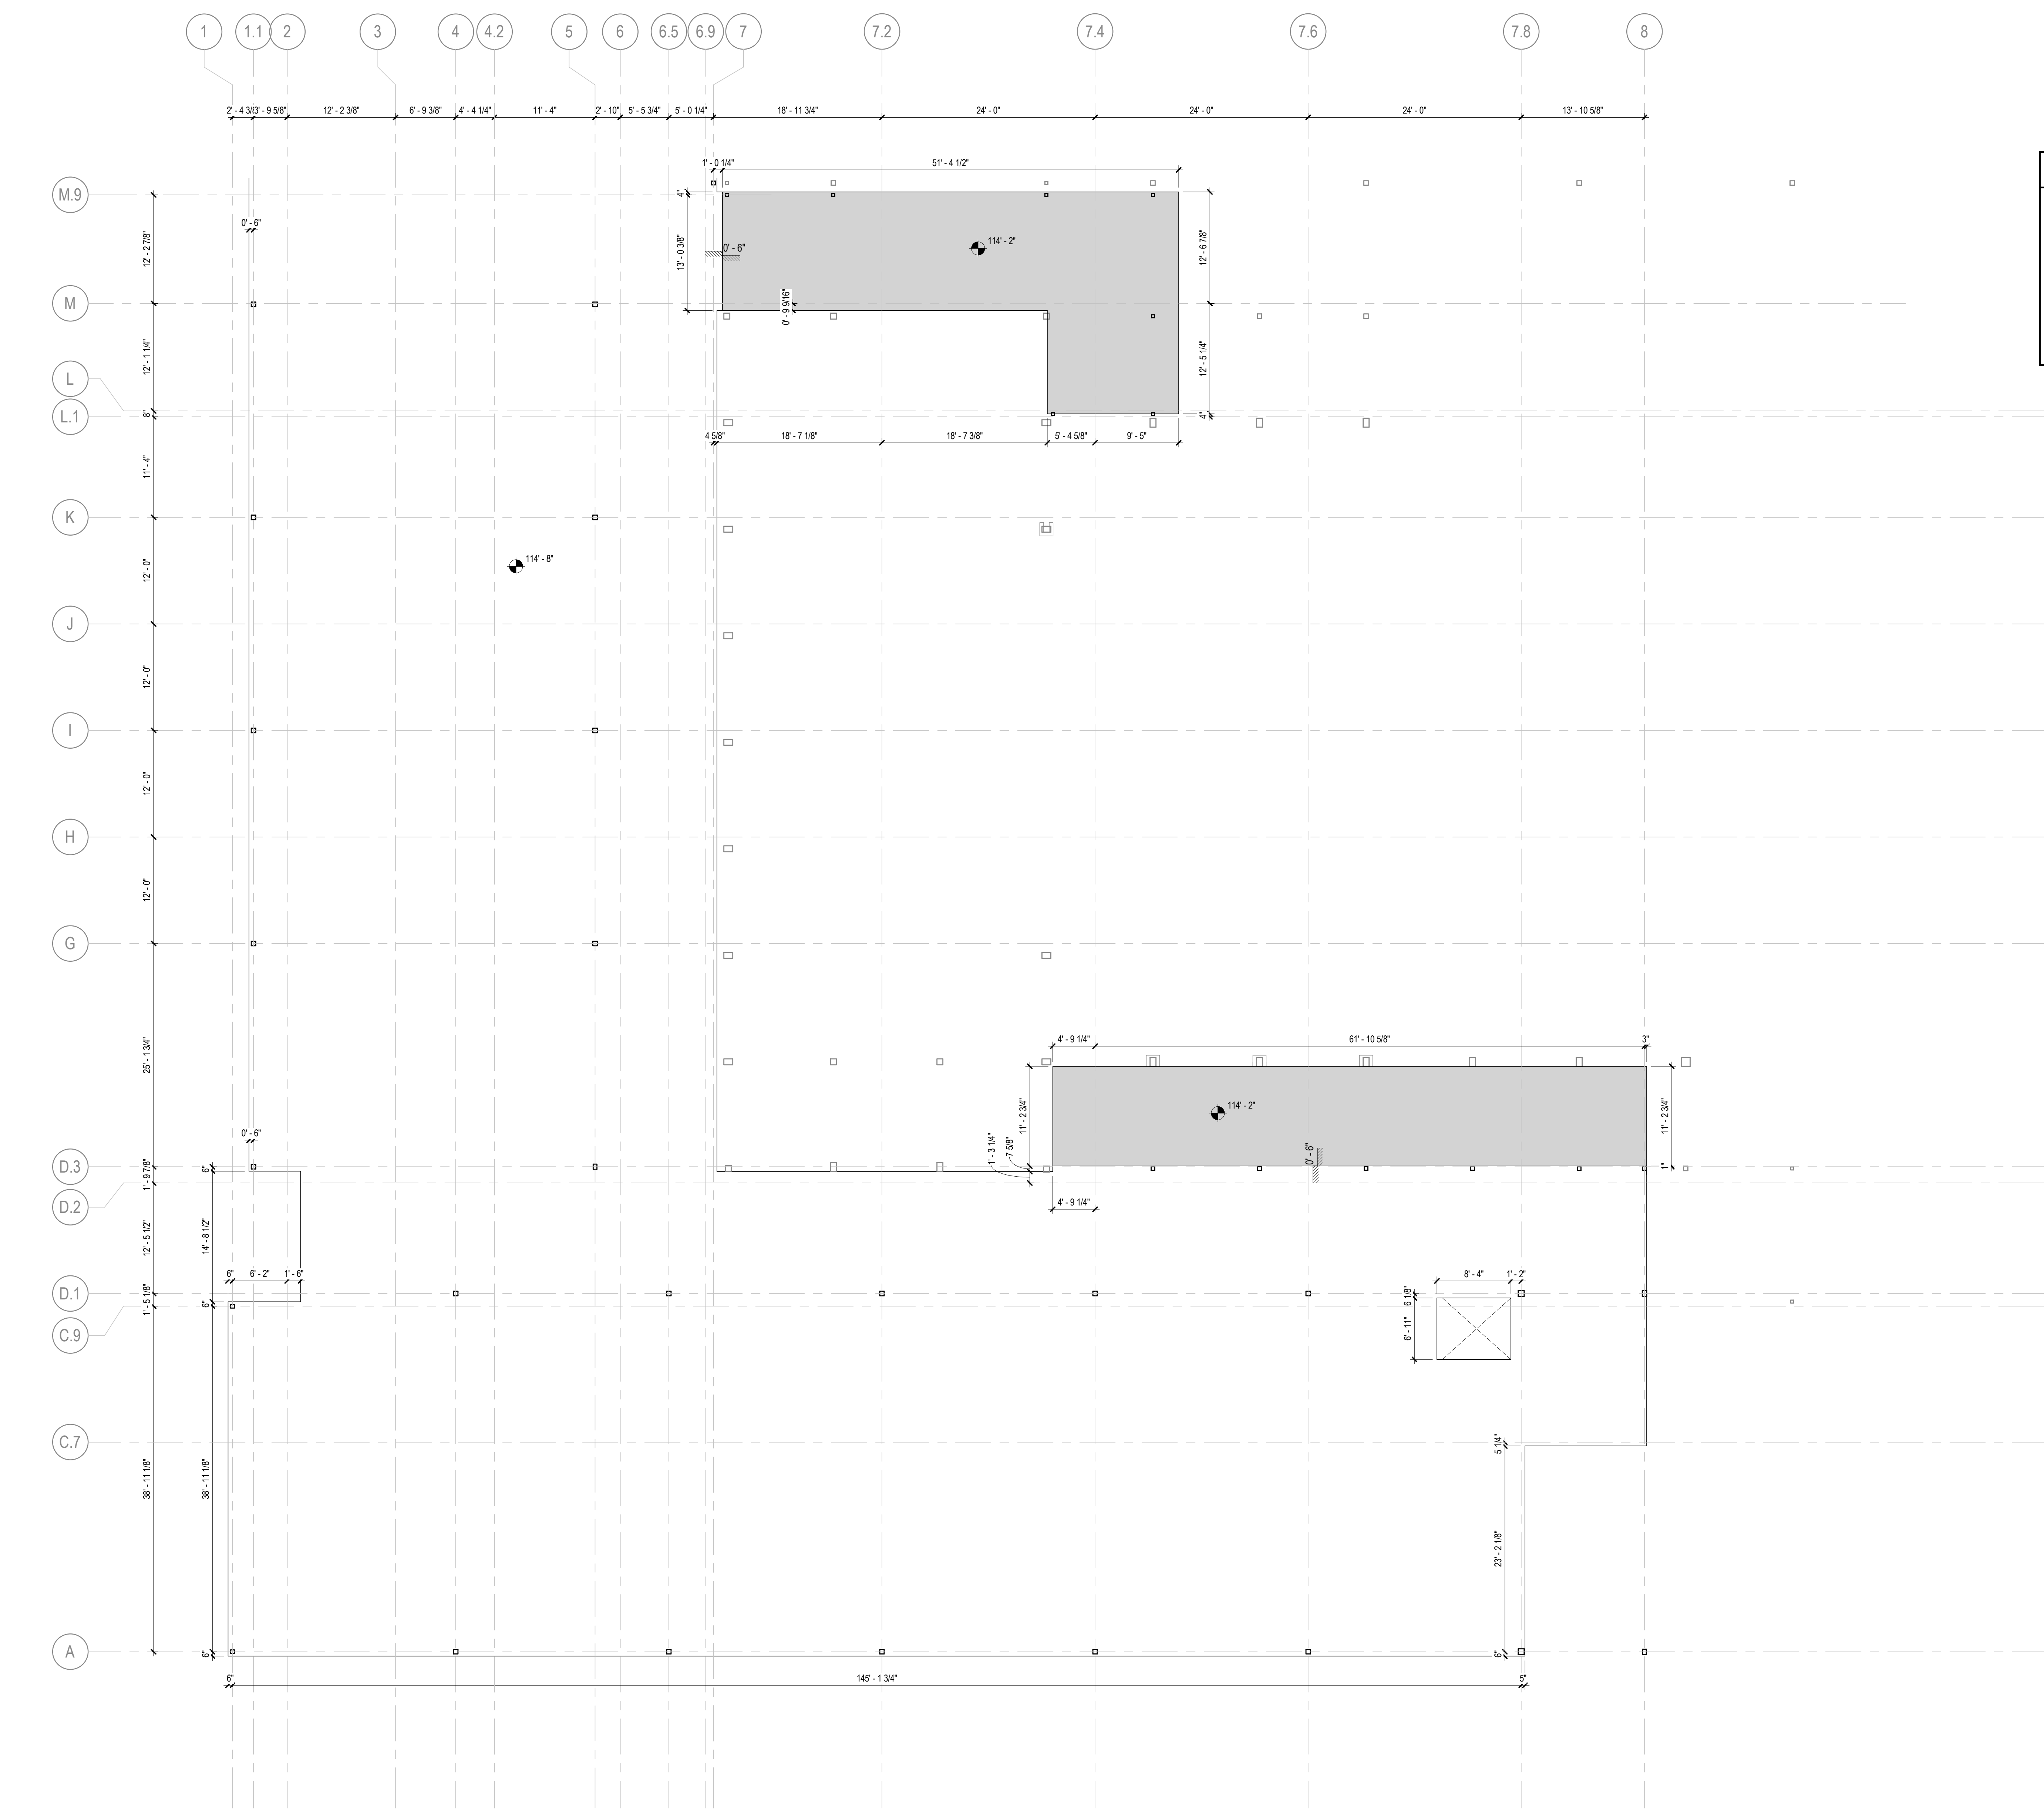 1 1.1 2 3 4 4.2 5 6 6.5 6.9 7 7.2 7.4 7.6 7.8 8
2' - 4 3/8" 3' - 9 5/8" 12' - 2 3/8" 6' - 9 3/8" 4' - 4 1/4" 11' - 4" 2' - 10" 5' - 5 3/4" 5' - 0 1/4" 18' - 11 3/4" 24' - 0" 24' - 0" 24' - 0" 13' - 10 5/8"
1' - 0 1/4" 51' - 4 1/2"
M.9
4"
0' - 6"
12' - 2 7/8"
13' - 0 3/8"
0' - 6"
114' - 2"
12' - 6 7/8"
M
0' - 9 9/16"
12' - 1 1/4"
12' - 5 1/4"
L
8"
4"
L.1
4 5/8" 18' - 7 1/8" 18' - 7 3/8" 5' - 4 5/8" 9' - 5"
11' - 4"
K
114' - 8"
12' - 0"
J
12' - 0"
I
12' - 0"
H
12' - 0"
G
25' - 1 3/4"
4' - 9 1/4" 61' - 10 5/8" 3"
11' - 2 3/4"
114' - 2"
11' - 2 3/4"
0' - 6"
1' - 3 1/4"
7 5/8"
0' - 6"
D.3
6"
1"
1' - 9 7/8"
D.2
4' - 9 1/4"
12' - 5 1/2"
14' - 8 1/2"
6" 6' - 2" 1' - 6"
8' - 4" 1' - 2"
D.1
6 1/8"
1' - 5 1/8"
6"
C.9
6' - 11"
C.7
5 1/4"
38' - 11 1/8"
38' - 11 1/8"
23' - 2 1/8"
A
6"
6"
6" 145' - 1 3/4" 5"